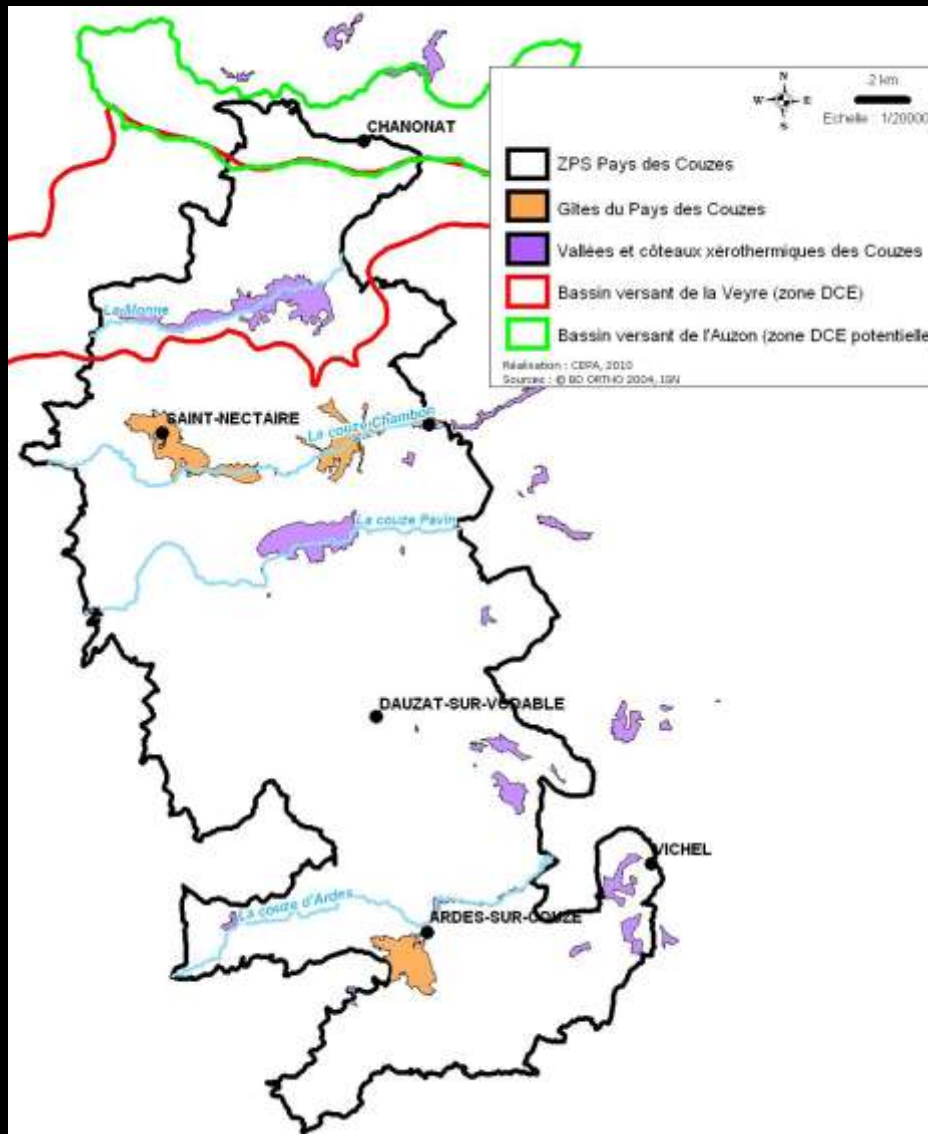 N
2 km
W
E
S
Echelle : 1/20000
CHANONAT
ZPS Pays des Couzes
Gîtes du Pays des Couzes
Vallées et côteaux xérothermiques des Couzes
Bassin versant de la Veyre (zone DCE)
Bassin versant de l'Auzon (zone DCE potentielle
Réalisation : CEPA, 2010
Sources : © BD ORTHO 2004, IGN
La Monne
SAINT-NECTAIRE
La couze Chambon
La couze Pavin
DAUZAT-SUR-VODABLE
VICHEL
La couze d'Ardes
ARDES-SUR-COUZE